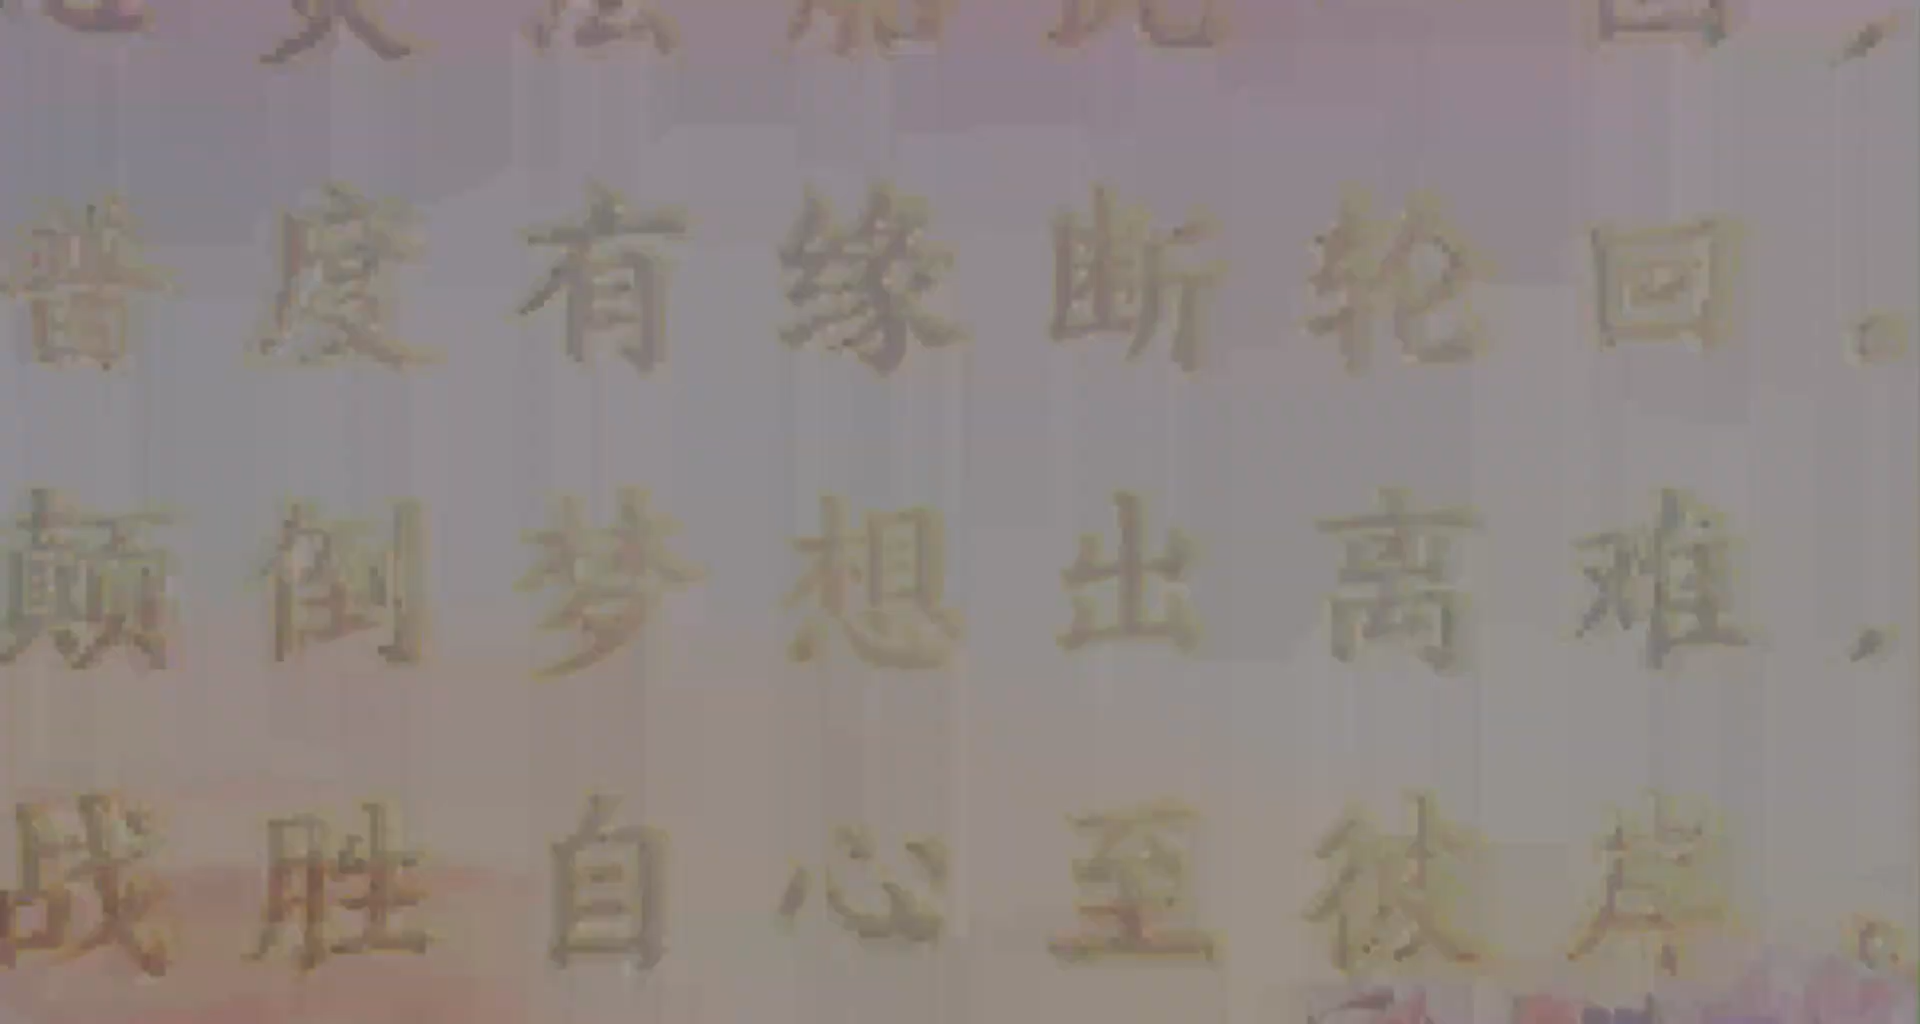 普度有缘断轮回。
颠倒梦想出离难，
战胜自心至彼岸。